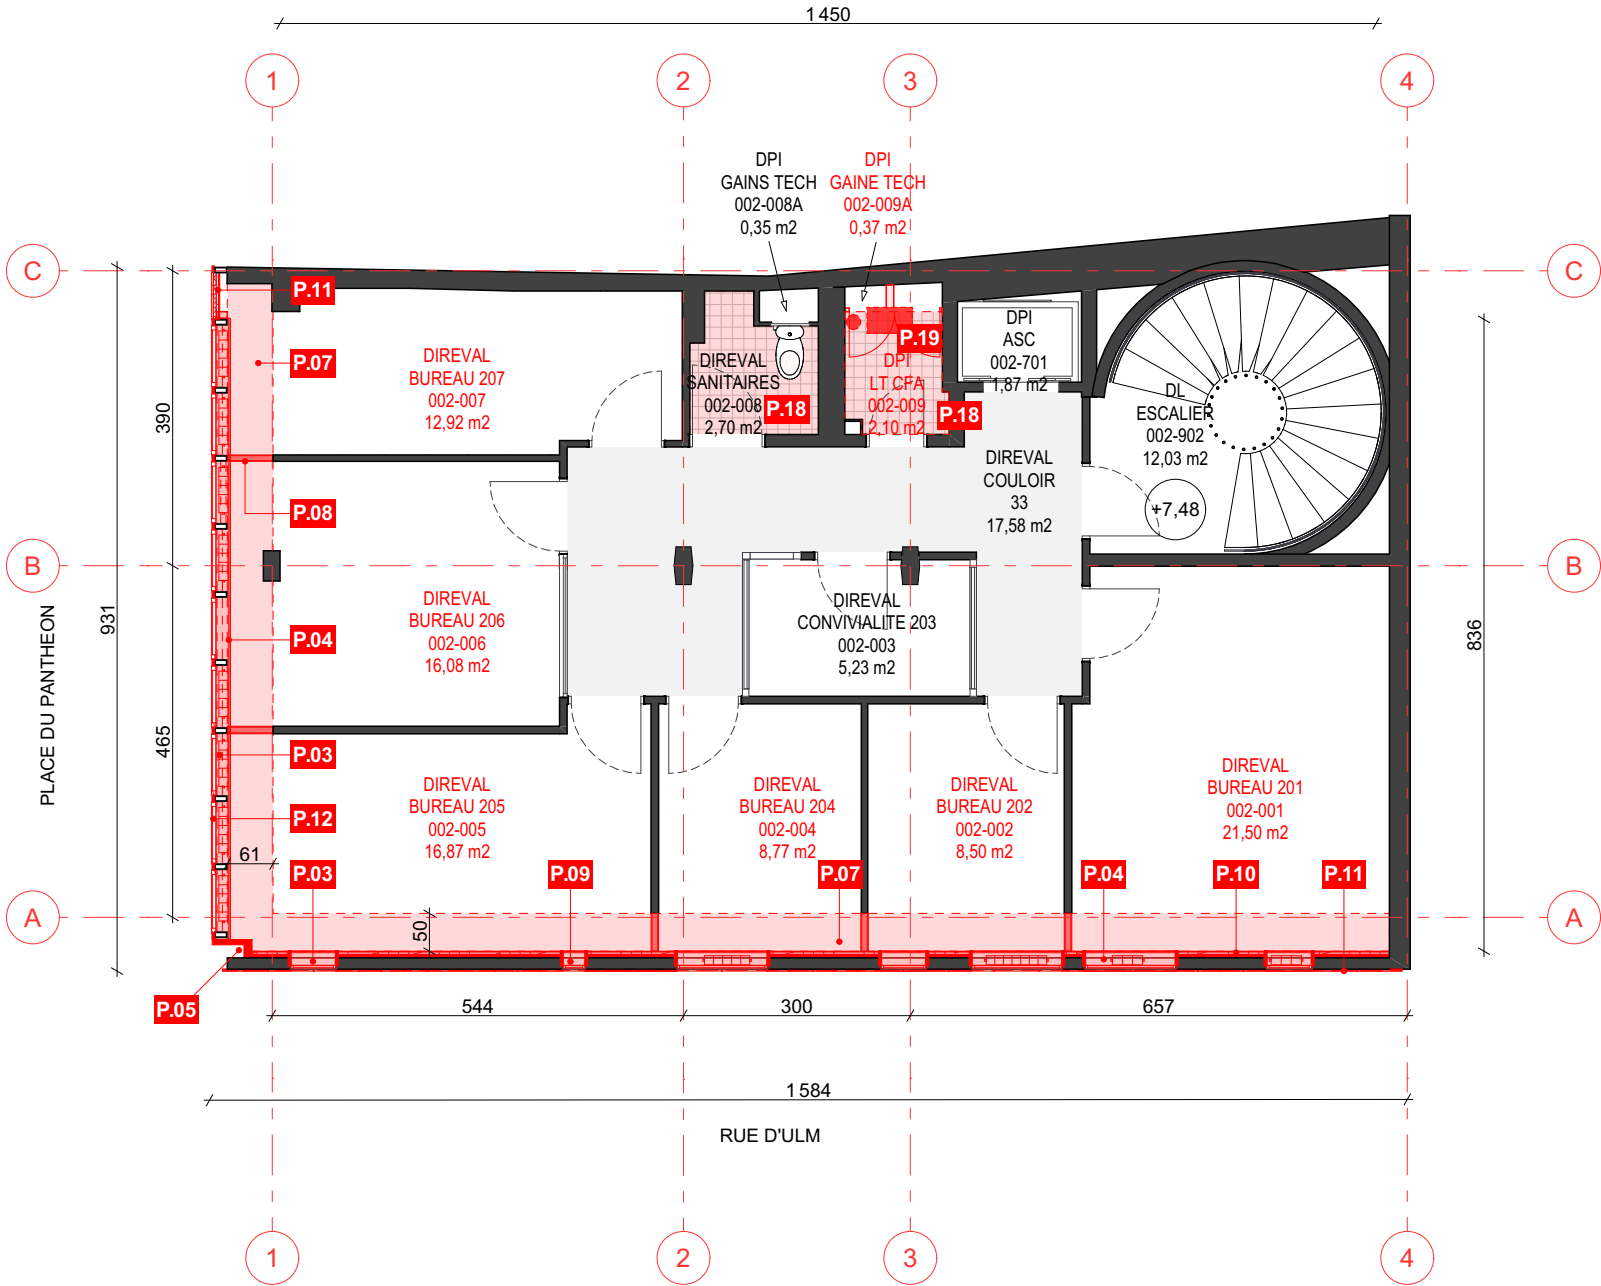 1450
1
2
3
4
DPI
GAINS TECH
002-008A
0,35 m2
DPI
GAINE TECH
002-009A
0,37 m2
C
C
P.11
P.07
DIREVAL
BUREAU 207
002-007
12,92 m2
DIREVAL
SANITAIRES
002-008
2,70 m2
P.18
P.19
DPI
LT CFA
002-009
2,10 m2
P.18
DPI
ASC
002-701
1,87 m2
DL
ESCALIER
002-902
12,03 m2
+7,48
DIREVAL
COULOIR
33
17,58 m2
390
P.08
B
B
PLACE DU PANTHEON
931
836
DIREVAL
BUREAU 206
002-006
16,08 m2
P.04
DIREVAL
CONVIVIALITE 203
002-003
5,23 m2
465
P.03
P.12
DIREVAL
BUREAU 205
002-005
16,87 m2
DIREVAL
BUREAU 204
002-004
8,77 m2
DIREVAL
BUREAU 202
002-002
8,50 m2
DIREVAL
BUREAU 201
002-001
21,50 m2
61
P.03
P.09
P.07
P.04
P.10
P.11
A
A
50
P.05
544
300
657
1584
RUE D'ULM
1
2
3
4